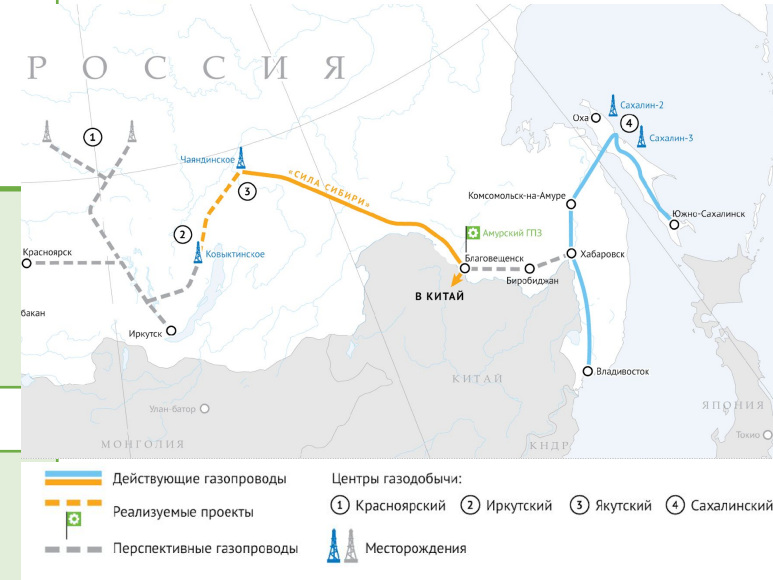 РОССИЯ
1
Оха
Сахалин-2
4
Сахалин-3
Чаяндинское
3
«СИЛА СИБИРИ»
Комсомольск-на-Амуре
Южно-Сахалинск
2
Амурский ГПЗ
Красноярск
Ковыктинское
Благовещенск
Хабаровск
Биробиджан
В КИТАЙ
бакан
Иркутск
Владивосток
КИТАЙ
Улан-батор
ЯПОНИЯ
Токио
МОНГОЛИЯ
КНДР
Действующие газопроводы
Центры газодобычи:
1 Красноярский 2 Иркутский 3 Якутский 4 Сахалинский
Реализуемые проекты
Перспективные газопроводы
Месторождения